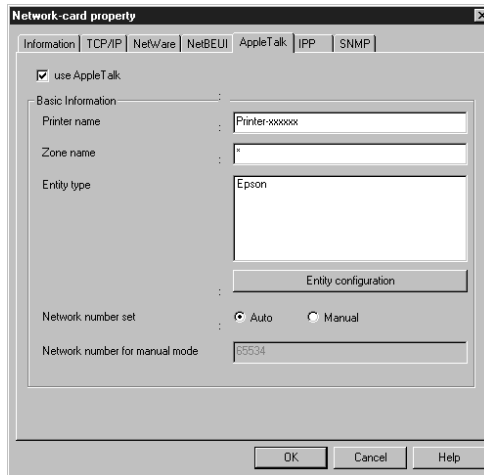 Network-card property
Information TCP/IP NetWare NetBEUI AppleTalk IPP SNMP
use AppleTalk
Basic Information :
Printer name : Printer-xxxxxx
Zone name : *
Entity type Epson
Entity configuration
:
Network number set : Auto Manual
Network number for manual mode 65534
OK Cancel Help